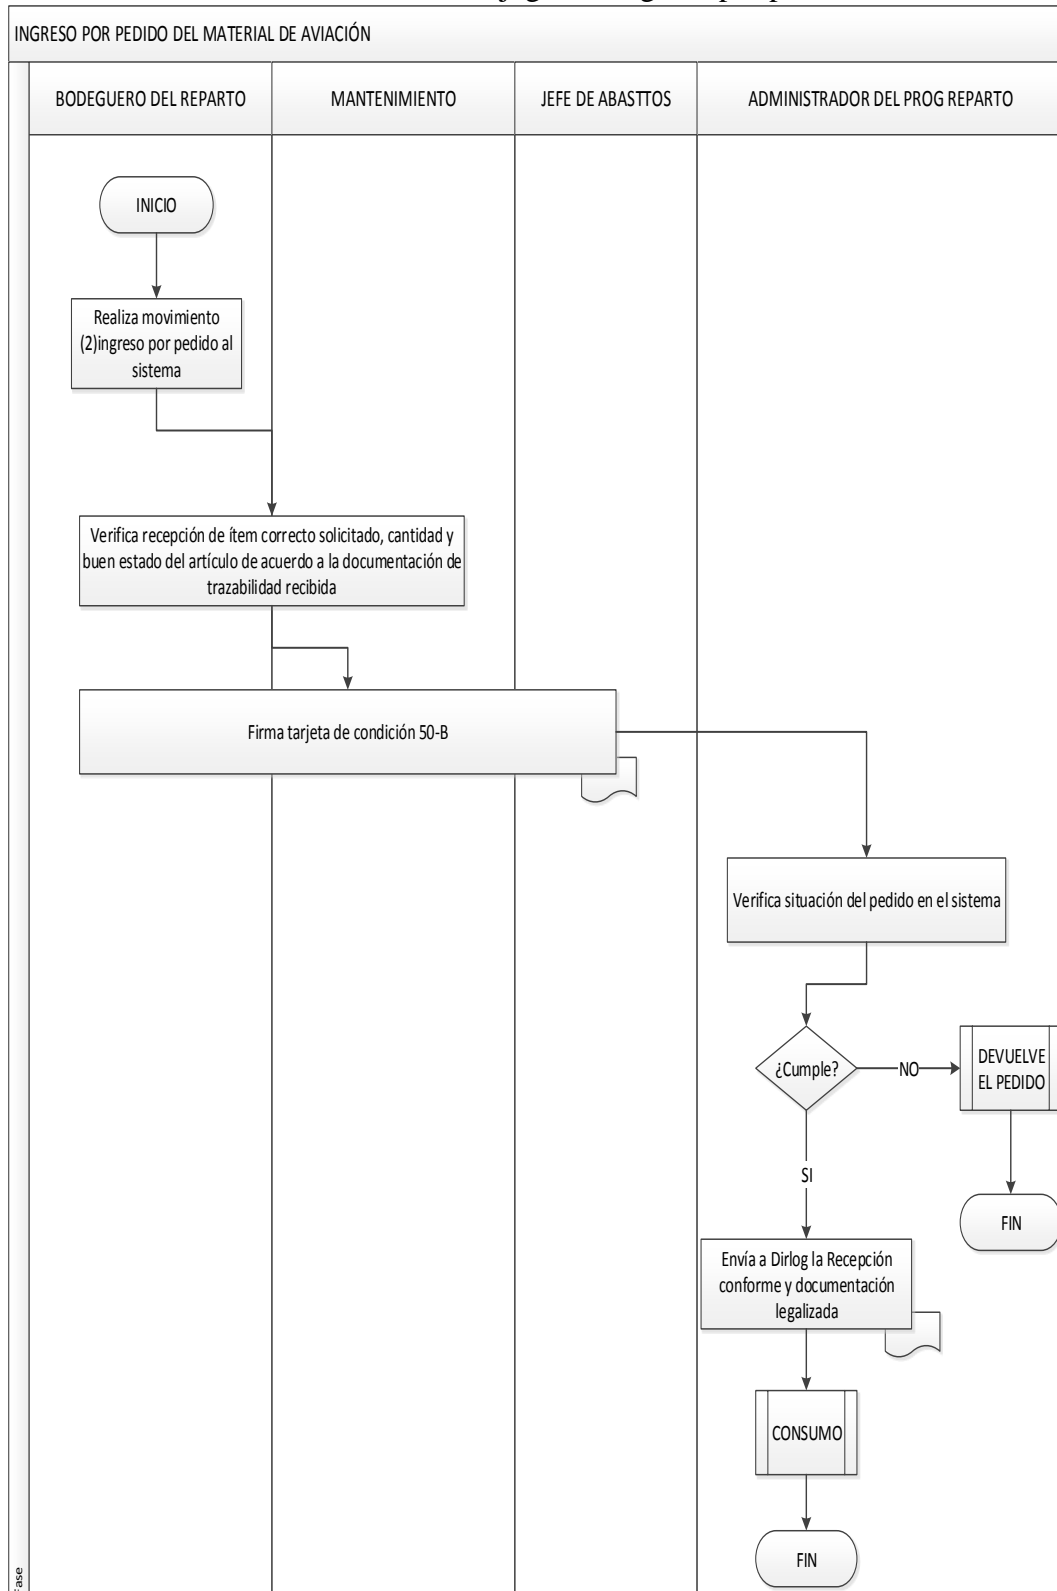 INGRESO POR PEDIDO DEL MATERIAL DE AVIACIÓN
BODEGUERO DEL REPARTO
MANTENIMIENTO
JEFE DE ABASTTOS
ADMINISTRADOR DEL PROG REPARTO
INICIO
Realiza movimiento
(2)ingreso por pedido al
sistema
Verifica recepción de ítem correcto solicitado, cantidad y
buen estado del artículo de acuerdo a la documentación de
trazabilidad recibida
Firma tarjeta de condición 50-B
Verifica situación del pedido en el sistema
¿Cumple?
NO
DEVUELVE
EL PEDIDO
SI
FIN
Envía a Dirlog la Recepción
conforme y documentación
legalizada
CONSUMO
FIN
Fase